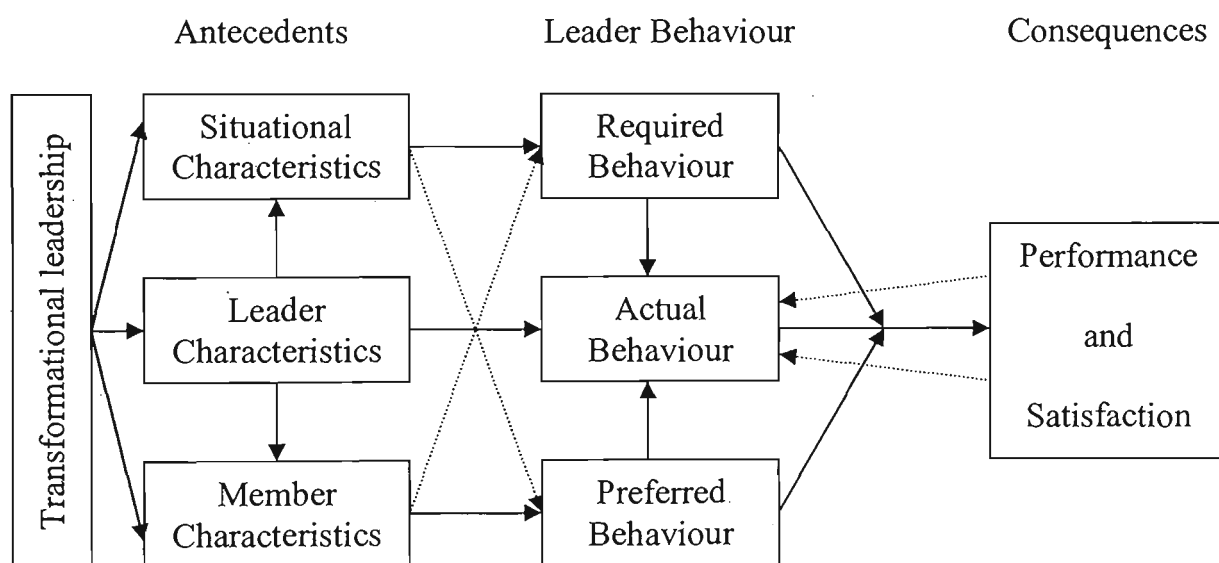 Antecedents
Leader Behaviour
Consequences
Transformational leadership
Situational
Characteristics
Required
Behaviour
Leader
Characteristics
Actual
Behaviour
Performance
and
Satisfaction
Member
Characteristics
Preferred
Behaviour